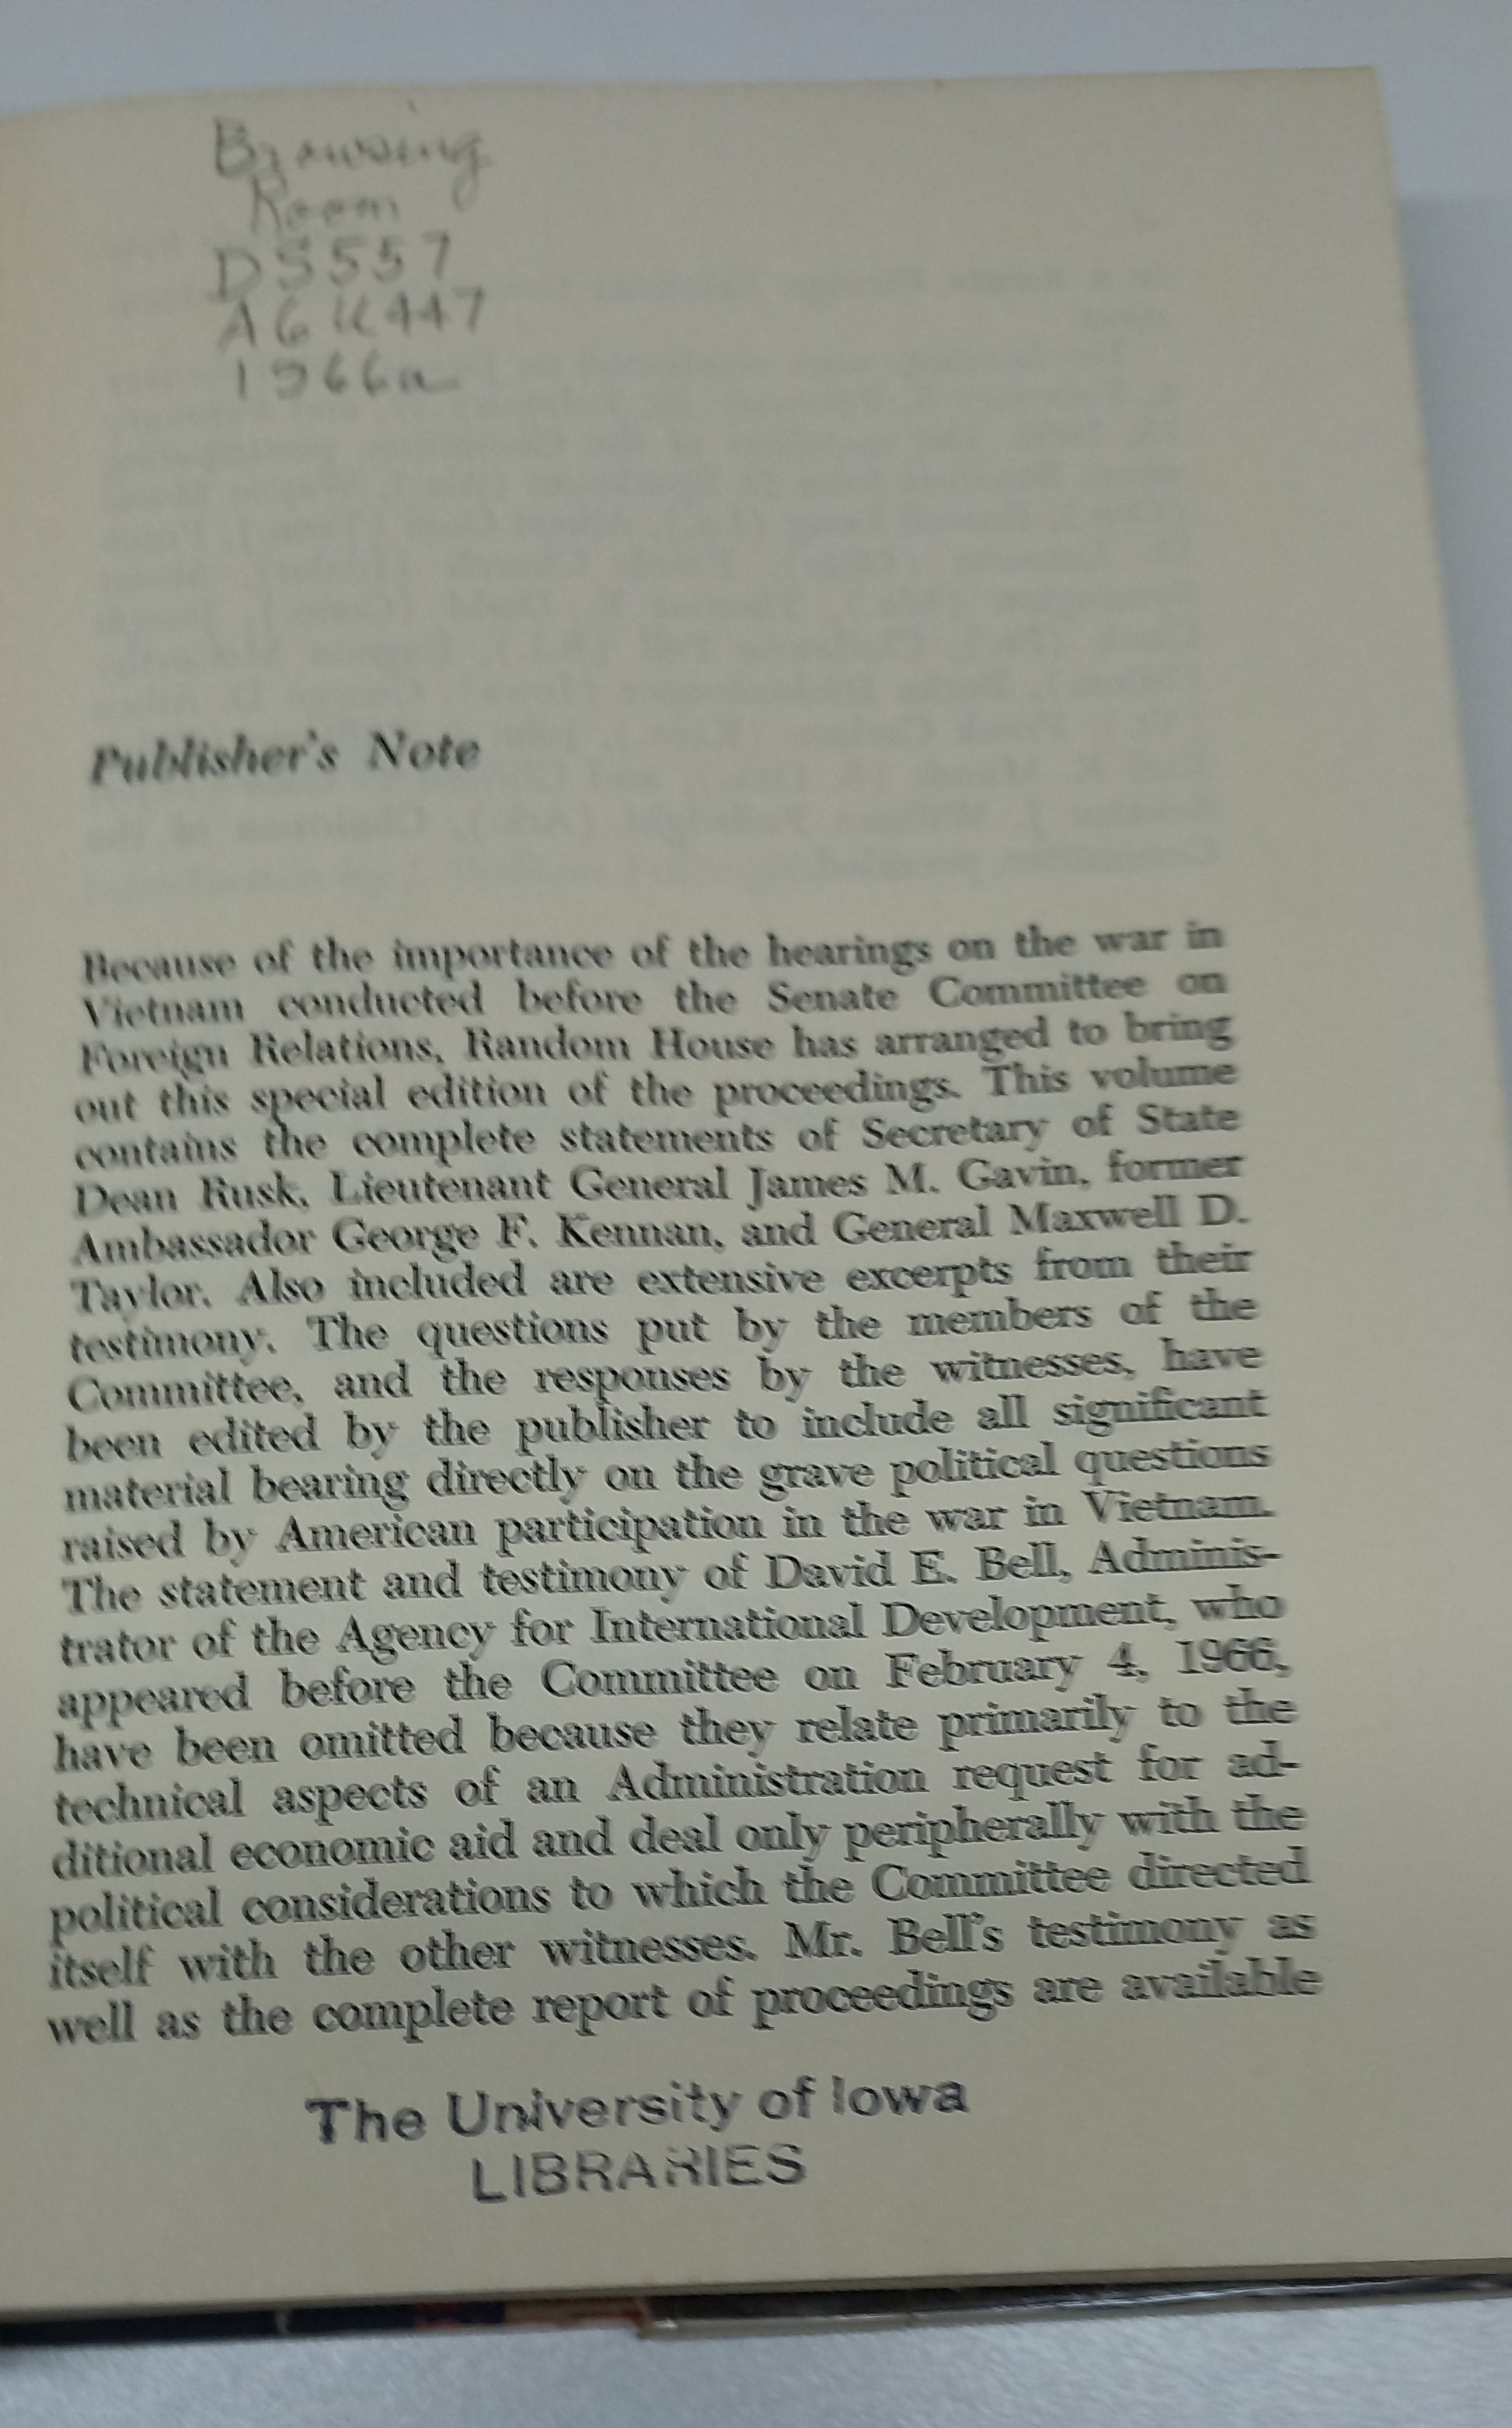 Browsing
Room
DS557
A6 U447
1966a
Publisher's Note
Because of the importance of the hearings on the war in
Vietnam conducted before the Senate Committee on
Foreign Relations, Random House has arranged to bring
out this special edition of the proceedings. This volume
contains the complete statements of Secretary of State
Dean Rusk, Lieutenant General James M. Gavin, former
Ambassador George F. Kennan, and General Maxwell D.
Taylor. Also included are extensive excerpts from their
testimony. The questions put by the members of the
Committee, and the responses by the witnesses, have
been edited by the publisher to include all significant
material bearing directly on the grave political questions
raised by American participation in the war in Vietnam.
The statement and testimony of David E. Bell, Adminis-
trator of the Agency for International Development, who
appeared before the Committee on February 4, 1966,
have been omitted because they relate primarily to the
technical aspects of an Administration request for ad-
ditional economic aid and deal only peripherally with the
political considerations to which the Committee directed
itself with the other witnesses. Mr. Bell's testimony as
well as the complete report of proceedings are available
The University of Iowa
LIBRARIES